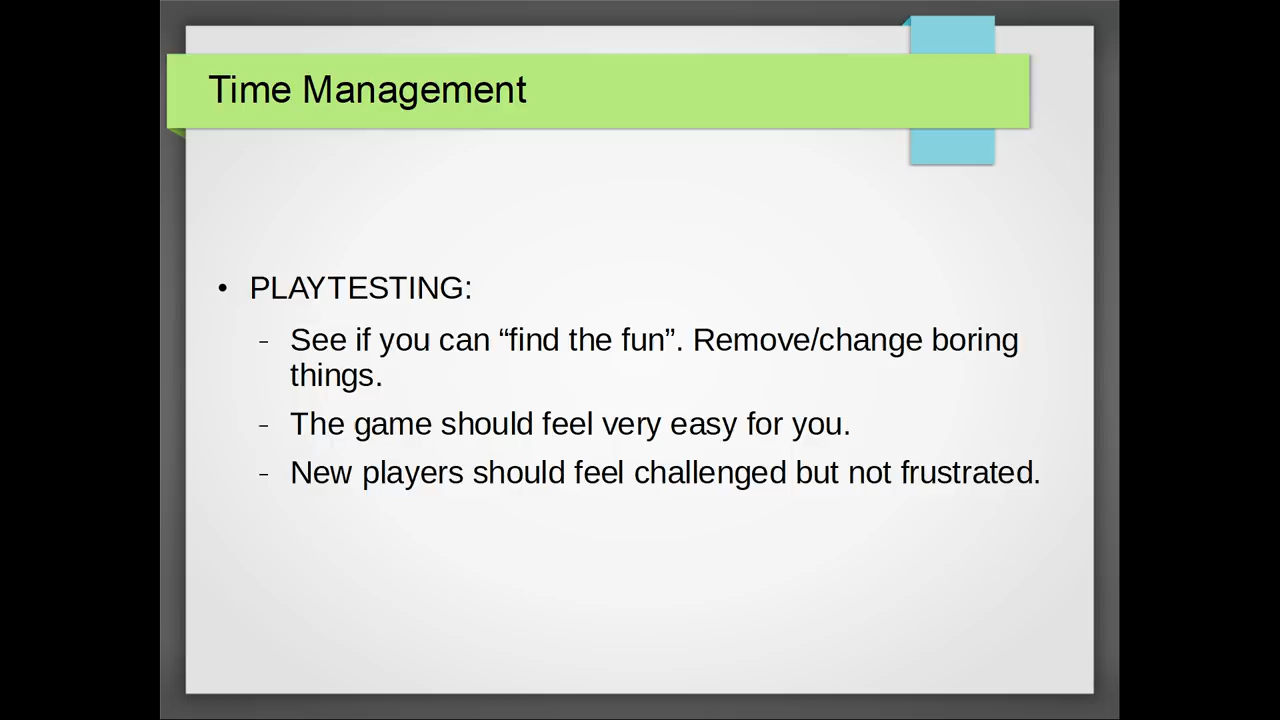 Time Management
• PLAYTESTING:
– See if you can “find the fun”. Remove/change boring
things.
– The game should feel very easy for you.
– New players should feel challenged but not frustrated.